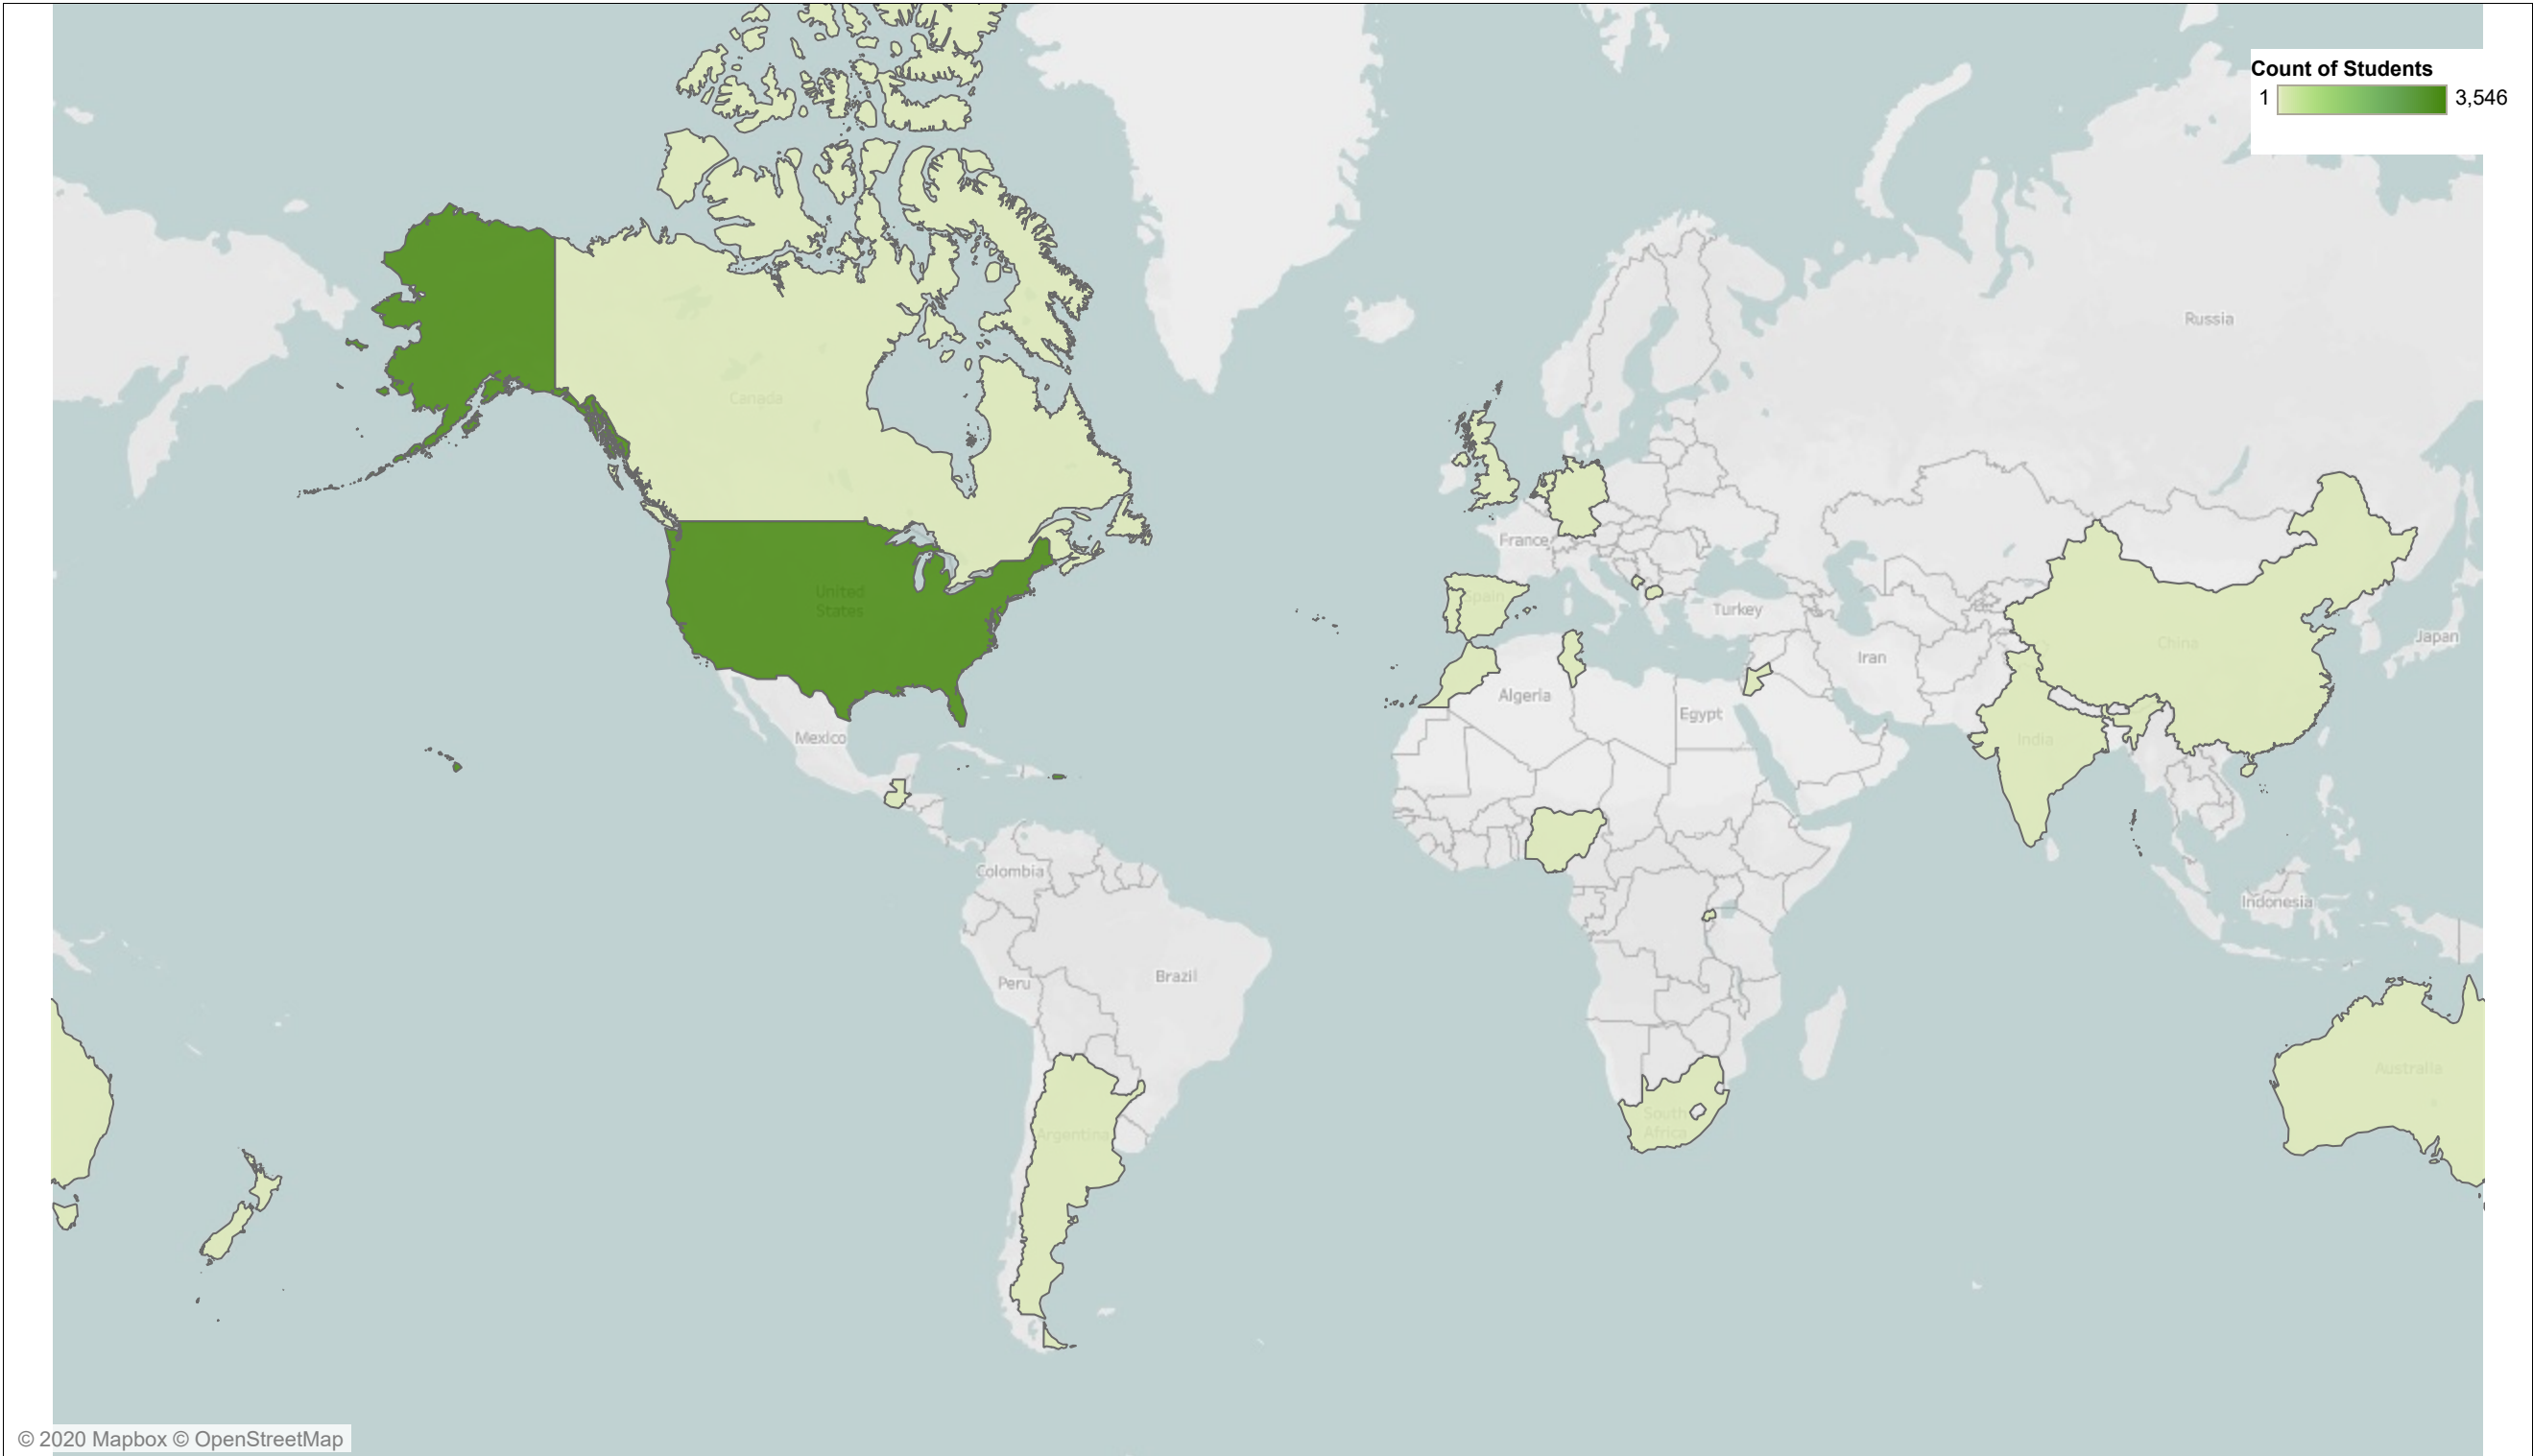 Count of Students
1 3,546
Russia
Canada
France
United
States
Spain
Turkey
Japan
China
Iran
Algeria
Egypt
Mexico
India
Colombia
Indonesia
Brazil
Peru
Australia
South
Africa
Argentina
© 2020 Mapbox © OpenStreetMap